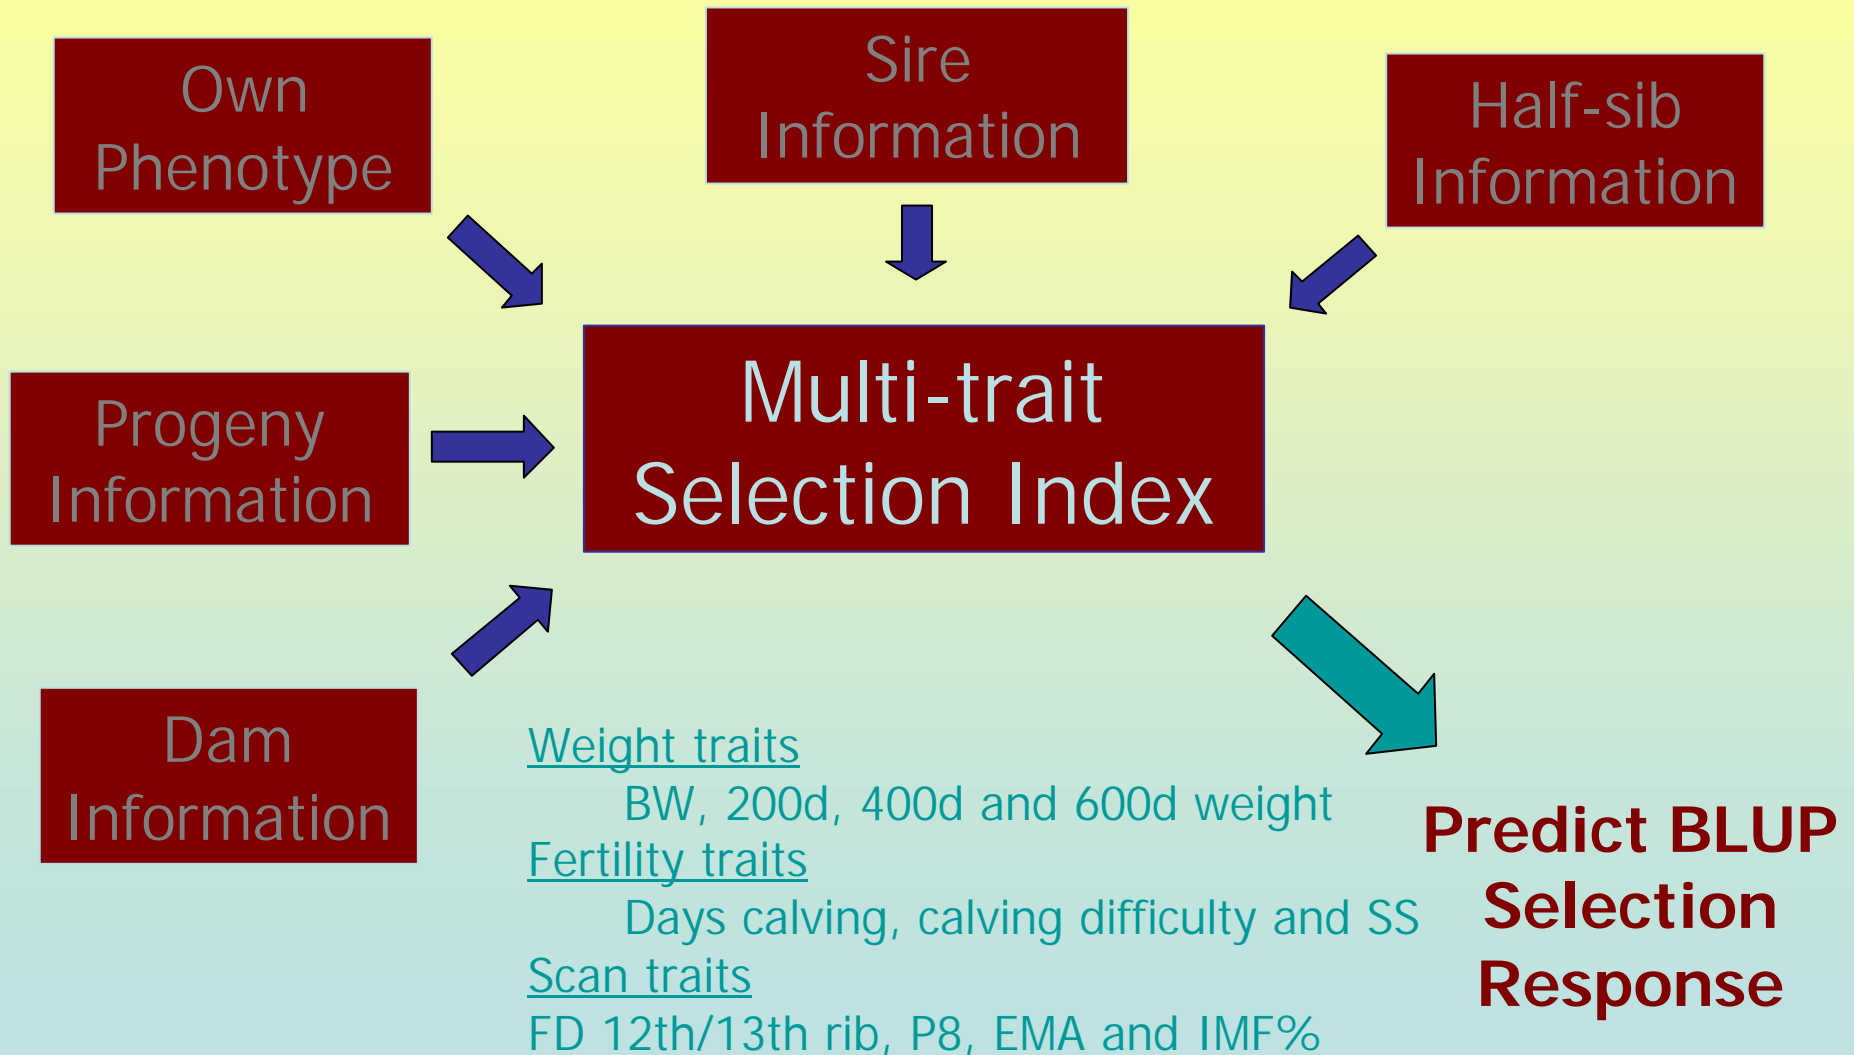 Own
Phenotype
Sire
Information
Half-sib
Information
Progeny
Information
Multi-trait
Selection Index
Dam
Information
Weight traits
BW, 200d, 400d and 600d weight
Fertility traits
Days calving, calving difficulty and SS
Scan traits
FD 12th/13th rib, P8, EMA and IMF%
Predict BLUP
Selection
Response